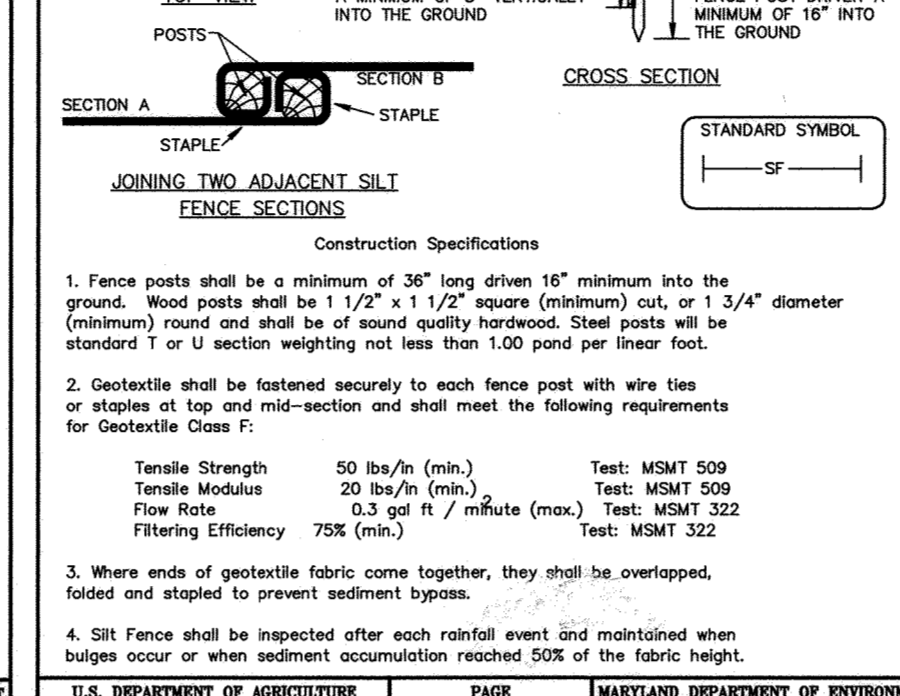 INTO THE GROUND
MINIMUM OF 16" INTO
THE GROUND
POSTS
SECTION B
CROSS SECTION
SECTION A
STAPLE
STAPLE
STANDARD SYMBOL
SF
JOINING TWO ADJACENT SILT
FENCE SECTIONS
Construction Specifications
1. Fence posts shall be a minimum of 36" long driven 16" minimum into the
ground. Wood posts shall be 1 1/2" x 1 1/2" square (minimum) cut, or 1 3/4" diameter
(minimum) round and shall be of sound quality hardwood. Steel posts will be
standard T or U section weighting not less than 1.00 pond per linear foot.
2. Geotextile shall be fastened securely to each fence post with wire ties
or staples at top and mid-section and shall meet the following requirements
for Geotextile Class F:
Tensile Strength 50 lbs/in (min.) Test: MSMT 509
Tensile Modulus 20 lbs/in (min.) Test: MSMT 509
Flow Rate 0.3 gal ft / minute (max.) Test: MSMT 322
2
Filtering Efficiency 75% (min.) Test: MSMT 322
3. Where ends of geotextile fabric come together, they shall be overlapped,
folded and stapled to prevent sediment bypass.
4. Silt Fence shall be inspected after each rainfall event and maintained when
bulges occur or when sediment accumulation reached 50% of the fabric height.
U.S. DEPARTMENT OF AGRICULTURE PAGE MARYLAND DEPARTMENT OF